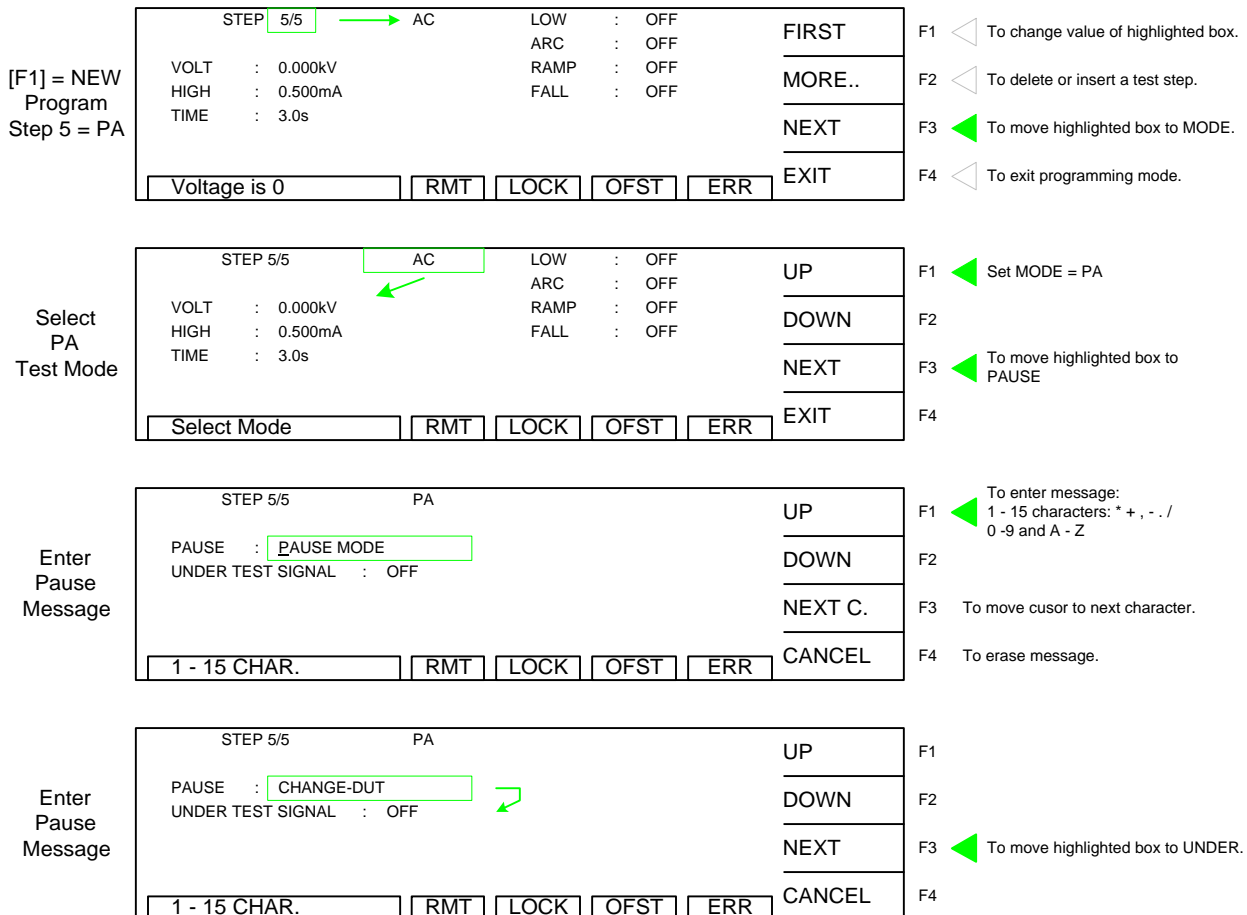 [F1] = NEW
Program
Step 5 = PA
STEP 5/5 AC LOW : OFF
ARC : OFF
VOLT : 0.000kV RAMP : OFF
HIGH : 0.500mA FALL : OFF
TIME : 3.0s
Voltage is 0 RMT LOCK OFST ERR
FIRST F1 To change value of highlighted box.
MORE.. F2 To delete or insert a test step.
NEXT F3 To move highlighted box to MODE.
EXIT F4 To exit programming mode.
Select
PA
Test Mode
STEP 5/5 AC LOW : OFF
ARC : OFF
VOLT : 0.000kV RAMP : OFF
HIGH : 0.500mA FALL : OFF
TIME : 3.0s
Select Mode RMT LOCK OFST ERR
UP F1 Set MODE = PA
DOWN F2
NEXT F3 To move highlighted box to
PAUSE
EXIT F4
Enter
Pause
Message
STEP 5/5 PA
PAUSE : PAUSE MODE
UNDER TEST SIGNAL : OFF
1 - 15 CHAR. RMT LOCK OFST ERR
UP F1 To enter message:
1 - 15 characters: * + , - . /
0 -9 and A - Z
DOWN F2
NEXT C. F3 To move cusor to next character.
CANCEL F4 To erase message.
Enter
Pause
Message
STEP 5/5 PA
PAUSE : CHANGE-DUT
UNDER TEST SIGNAL : OFF
1 - 15 CHAR. RMT LOCK OFST ERR
UP F1
DOWN F2
NEXT F3 To move highlighted box to UNDER.
CANCEL F4